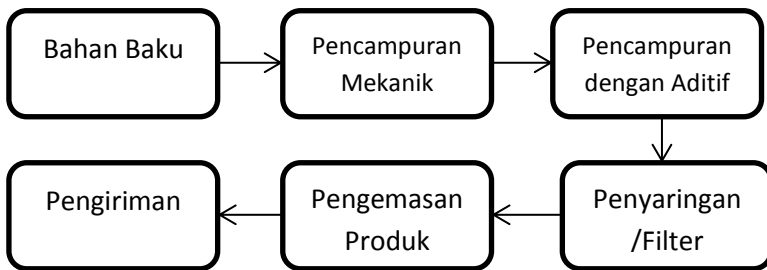 Bahan Baku
Pencampuran
Mekanik
Pencampuran
dengan Aditif
Penyaringan
/Filter
Pengemasan
Produk
Pengiriman